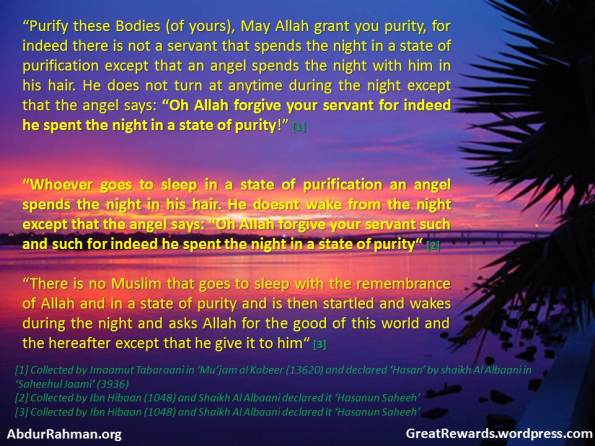 “Purify these Bodies (of yours), May Allah grant you purity, for
indeed there is not a servant that spends the night in a state of
purification except that an angel spends the night with him in
his hair. He does not turn at anytime during the night except
that the angel says: “Oh Allah forgive your servant for indeed
he spent the night in a state of purity!” [1]
“Whoever goes to sleep in a state of purification an angel
spends the night in his hair. He doesnt wake from the night
except that the angel says: “Oh Allah forgive your servant such
and such for indeed he spent the night in a state of purity“ [2]
“There is no Muslim that goes to sleep with the remembrance
of Allah and in a state of purity and is then startled and wakes
during the night and asks Allah for the good of this world and
the hereafter except that he give it to him“ [3]
[1] Collected by Imaamut Tabaraani in ‘Mu’jam al Kabeer (13620) and declared ‘Hasan’ by shaikh Al Albaani in
‘Saheehul Jaami’ (3936)
[2] Collected by Ibn Hibaan (1048) and Shaikh Al Albaani declared it ‘Hasanun Saheeh’
[3] Collected by Ibn Hibaan (1048) and Shaikh Al Albaani declared it ‘Hasanun Saheeh’
AbdurRahman.org GreatRewards.wordpress.com